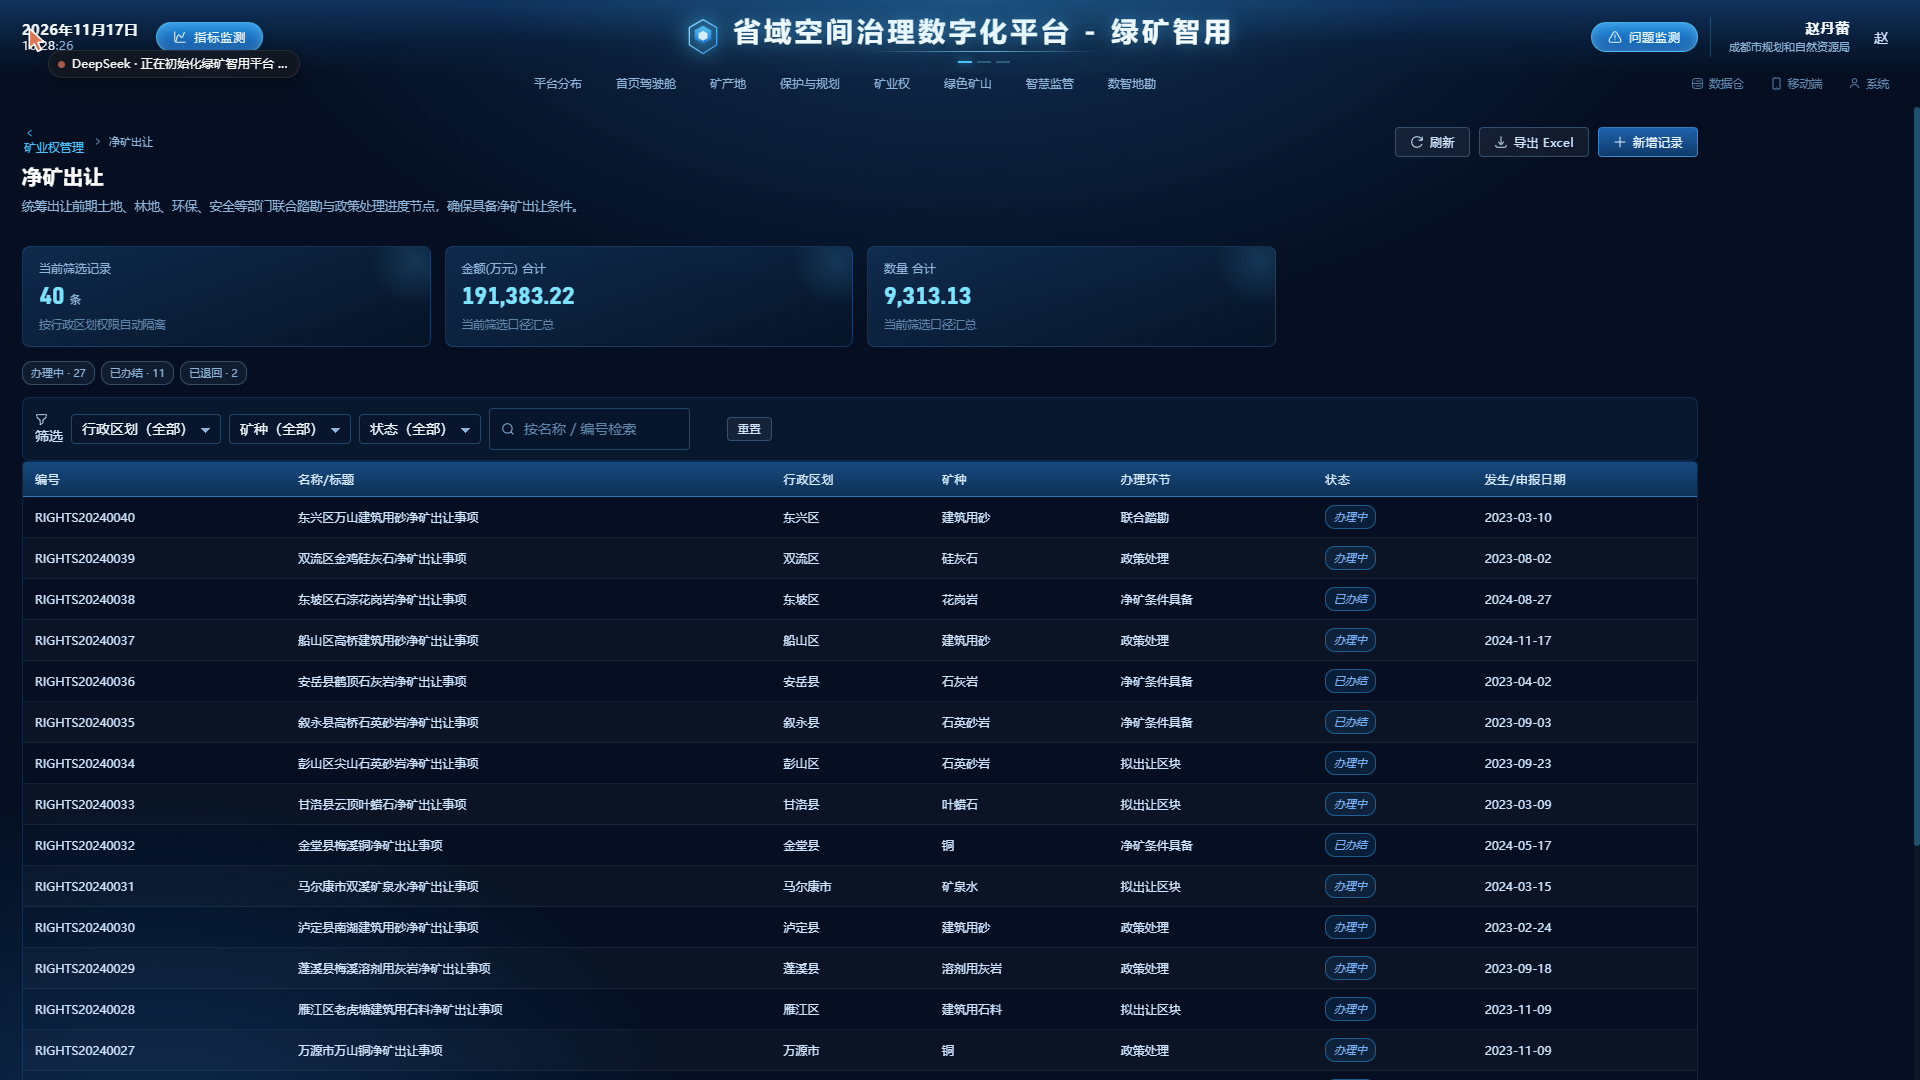 2026年11月17日
指标监测
DeepSeek · 正在初始化绿矿智用平台 ...
省域空间治理数字化平台 - 绿矿智用
问题监测
赵丹蕾
成都市规划和自然资源局
赵
平台分布
首页驾驶舱
矿产地
保护与规划
矿业权
绿色矿山
智慧监管
数智地勘
数据仓
移动端
系统
矿业权管理
净矿出让
刷新
导出 Excel
新增记录
净矿出让
统筹出让前期土地、林地、环保、安全等部门联合踏勘与政策处理进度节点，确保具备净矿出让条件。
当前筛选记录
40 条
按行政区划权限自动隔离
金额(万元) 合计
191,383.22
当前筛选口径汇总
数量 合计
9,313.13
当前筛选口径汇总
办理中 · 27
已办结 · 11
已退回 · 2
筛选
行政区划（全部）
矿种（全部）
状态（全部）
按名称 / 编号检索
重置
编号 名称/标题 行政区划 矿种 办理环节 状态 发生/申报日期
RIGHTS20240040 东兴区万山建筑用砂净矿出让事项 东兴区 建筑用砂 联合踏勘 办理中 2023-03-10
RIGHTS20240039 双流区金鸡硅灰石净矿出让事项 双流区 硅灰石 政策处理 办理中 2023-08-02
RIGHTS20240038 东坡区石淙花岗岩净矿出让事项 东坡区 花岗岩 净矿条件具备 已办结 2024-08-27
RIGHTS20240037 船山区高桥建筑用砂净矿出让事项 船山区 建筑用砂 政策处理 办理中 2024-11-17
RIGHTS20240036 安岳县鹤顶石灰岩净矿出让事项 安岳县 石灰岩 净矿条件具备 已办结 2023-04-02
RIGHTS20240035 叙永县高桥石英砂岩净矿出让事项 叙永县 石英砂岩 净矿条件具备 已办结 2023-09-03
RIGHTS20240034 彭山区尖山石英砂岩净矿出让事项 彭山区 石英砂岩 拟出让区块 办理中 2023-09-23
RIGHTS20240033 甘洛县云顶叶蜡石净矿出让事项 甘洛县 叶蜡石 拟出让区块 办理中 2023-03-09
RIGHTS20240032 金堂县梅溪铜净矿出让事项 金堂县 铜 净矿条件具备 已办结 2024-05-17
RIGHTS20240031 马尔康市双溪矿泉水净矿出让事项 马尔康市 矿泉水 拟出让区块 办理中 2024-03-15
RIGHTS20240030 泸定县南湖建筑用砂净矿出让事项 泸定县 建筑用砂 政策处理 办理中 2023-02-24
RIGHTS20240029 蓬溪县梅溪溶剂用灰岩净矿出让事项 蓬溪县 溶剂用灰岩 政策处理 办理中 2023-09-18
RIGHTS20240028 雁江区老虎塘建筑用石料净矿出让事项 雁江区 建筑用石料 拟出让区块 办理中 2023-11-09
RIGHTS20240027 万源市万山铜净矿出让事项 万源市 铜 政策处理 办理中 2023-11-09